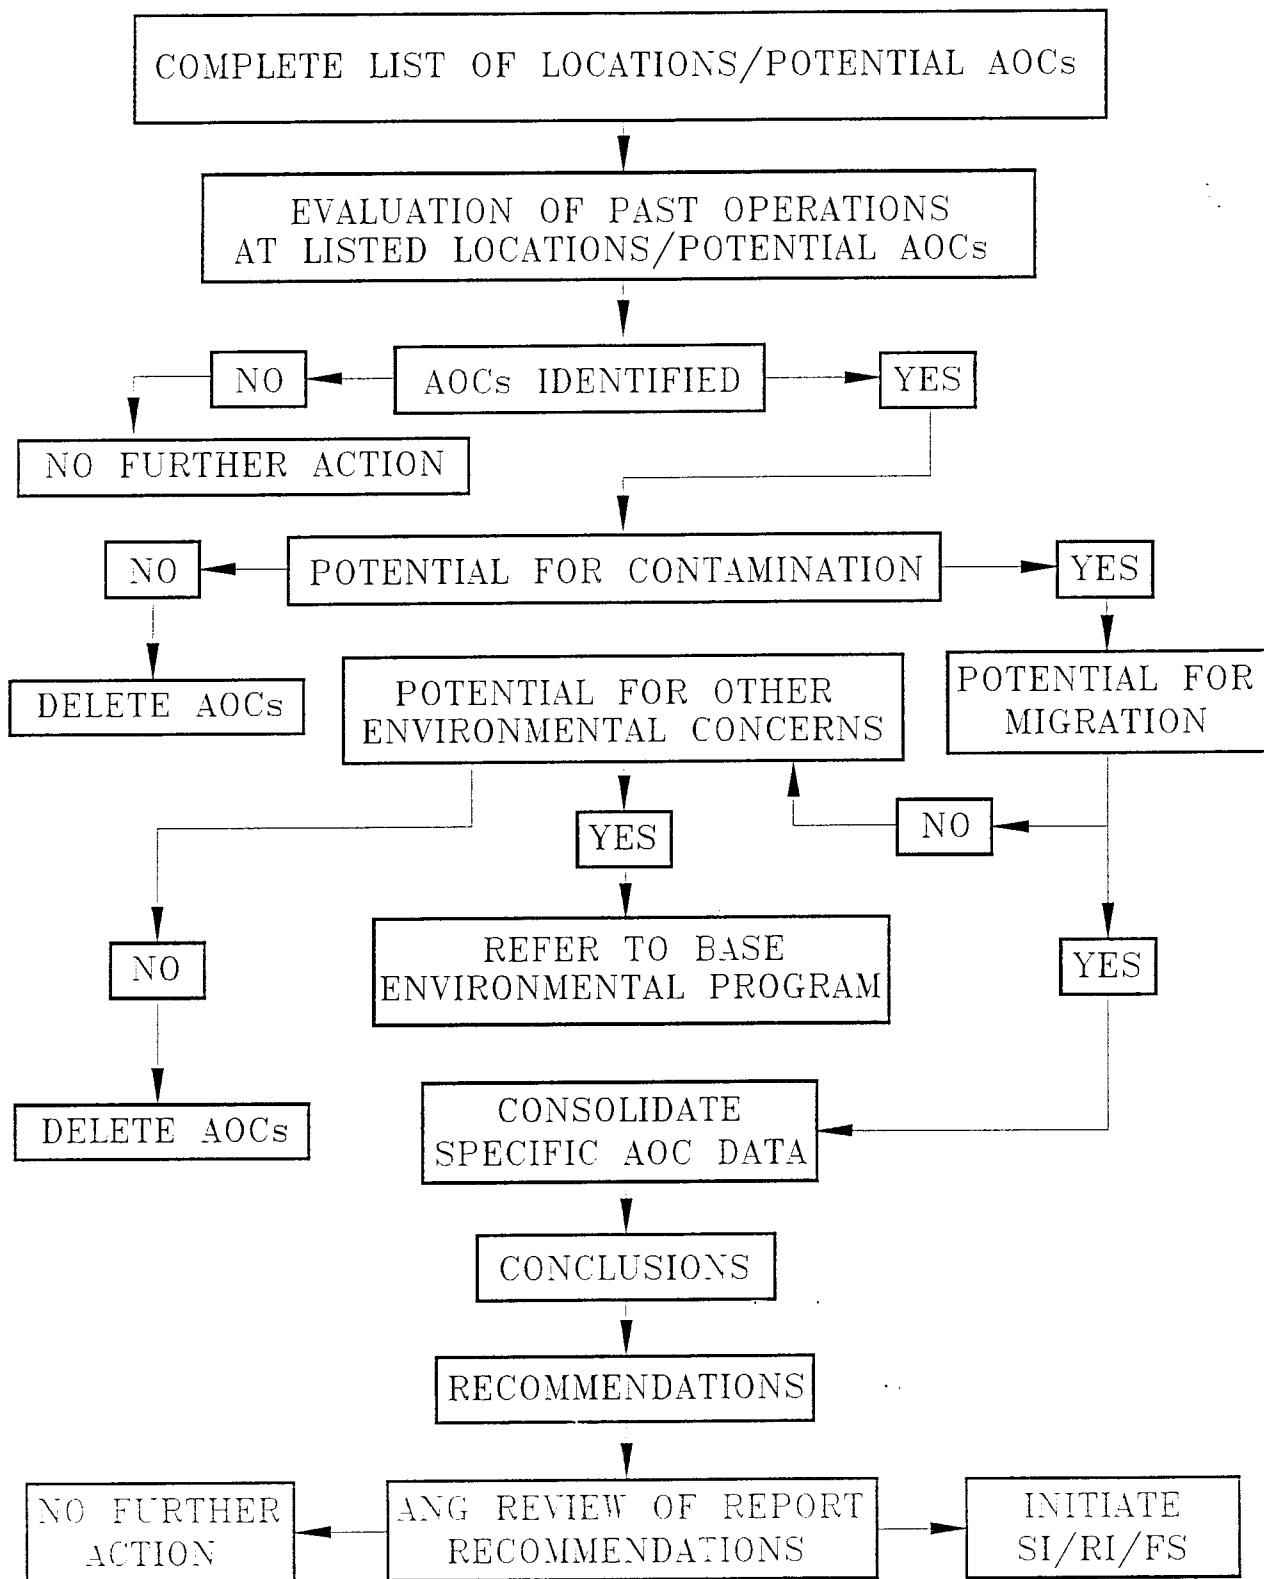 COMPLETE LIST OF LOCATIONS/POTENTIAL AOCs
EVALUATION OF PAST OPERATIONS
AT LISTED LOCATIONS/POTENTIAL AOCs
NO
AOCs IDENTIFIED
YES
NO FURTHER ACTION
NO
POTENTIAL FOR CONTAMINATION
YES
DELETE AOCs
POTENTIAL FOR OTHER
ENVIRONMENTAL CONCERNS
POTENTIAL FOR
MIGRATION
YES
NO
NO
REFER TO BASE
ENVIRONMENTAL PROGRAM
YES
DELETE AOCs
CONSOLIDATE
SPECIFIC AOC DATA
CONCLUSIONS
RECOMMENDATIONS
NO FURTHER
ACTION
ANG REVIEW OF REPORT
RECOMMENDATIONS
INITIATE
SI/RI/FS